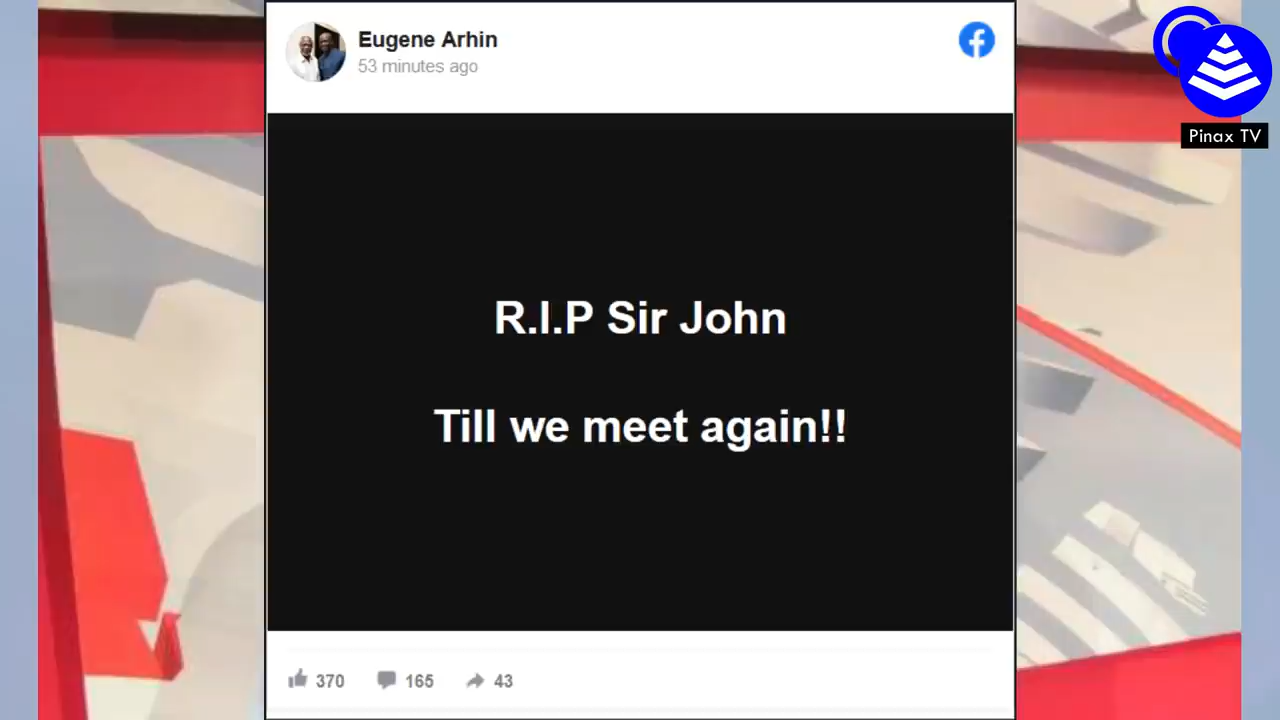 Eugene Arhin
53 minutes ago
Pinax TV
R.I.P Sir John
Till we meet again!!
370 165 43